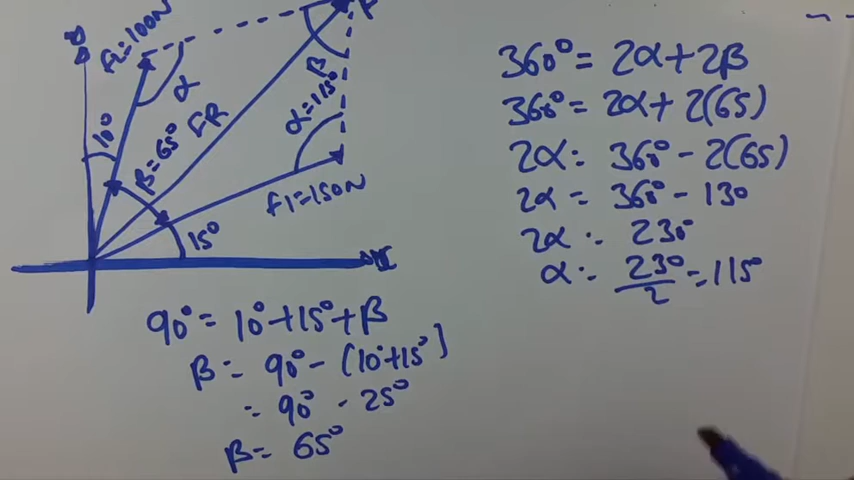 F2=100N
10°
α
β=65°
FR
β
α=115°
F1=150N
15°
90°= 10°+15°+β
β= 90°-(10°+15°)
= 90° - 25°
β= 65°
360°= 2α+2β
360°= 2α+ 2(65)
2α= 360°- 2(65)
2α = 360°- 130
2α = 230°
α= 230/2 =115°